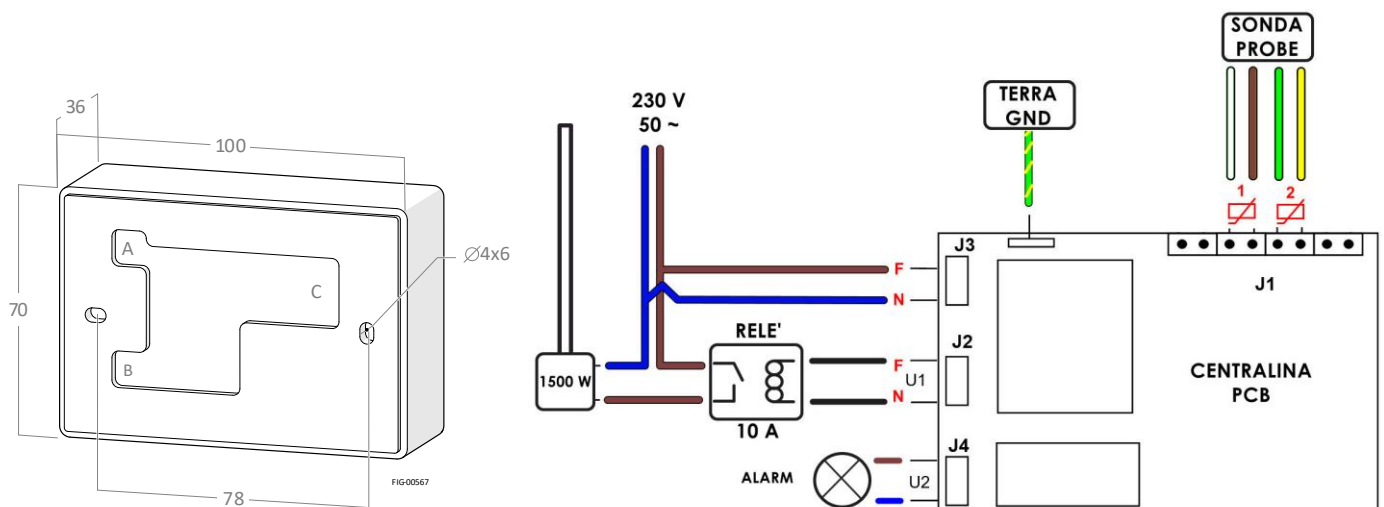 36
100
70
A
B
C
Ø4x6
78
FIG-00567
230 V
50 ~
1500 W
RELE'
10 A
ALARM
TERRA
GND
SONDA
PROBE
1
2
J3
F
N
J2
F
U1
N
J4
U2
J1
CENTRALINA
PCB